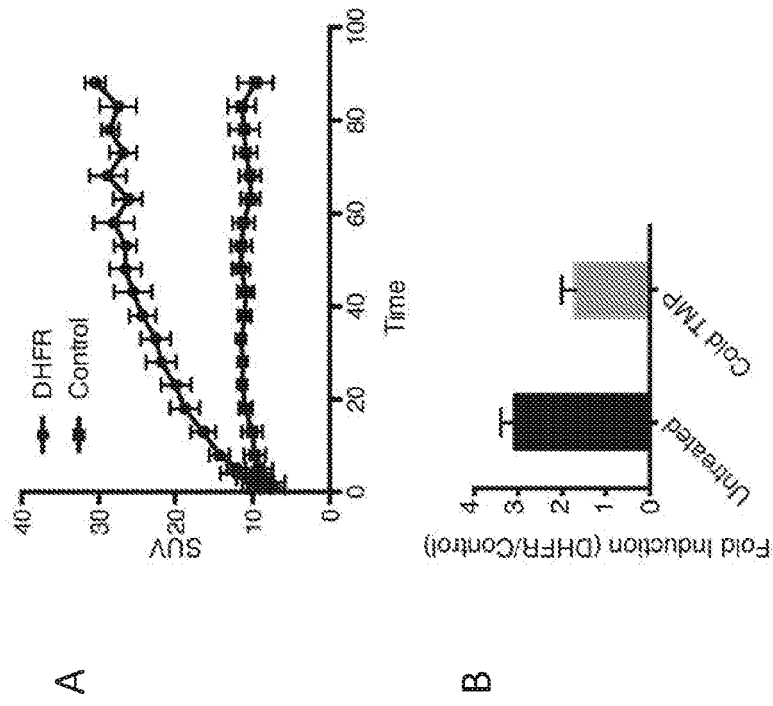 A
SUV
40
30
20
10
0
DHFR
Control
0
20
40
60
80
100
Time
B
Fold Induction (DHFR/Control)
4
3
2
1
0
Untreated
Cold TMP